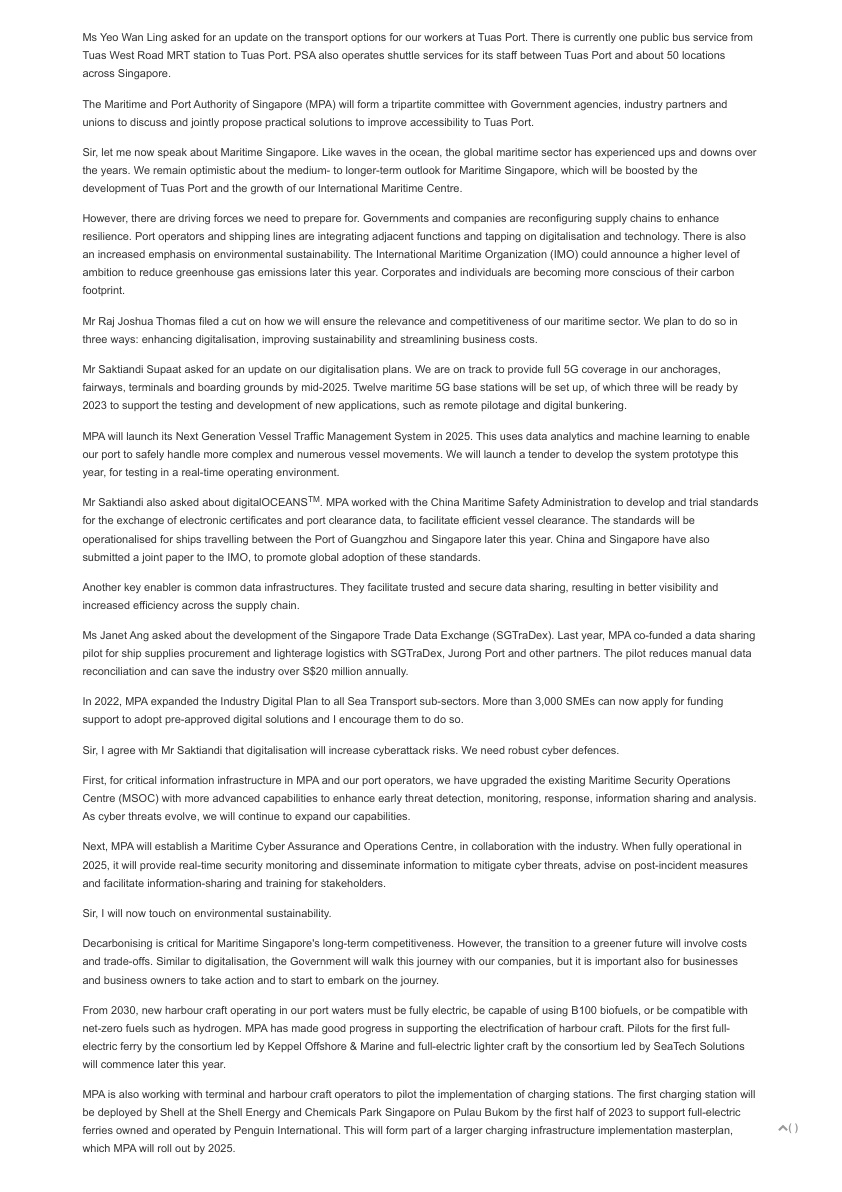 Ms Yeo Wan Ling asked for an update on the transport options for our workers at Tuas Port. There is currently one public bus service from
Tuas West Road MRT station to Tuas Port. PSA also operates shuttle services for its staff between Tuas Port and about 50 locations
across Singapore.
The Maritime and Port Authority of Singapore (MPA) will form a tripartite committee with Government agencies, industry partners and
unions to discuss and jointly propose practical solutions to improve accessibility to Tuas Port.
Sir, let me now speak about Maritime Singapore. Like waves in the ocean, the global maritime sector has experienced ups and downs over
the years. We remain optimistic about the medium- to longer-term outlook for Maritime Singapore, which will be boosted by the
development of Tuas Port and the growth of our International Maritime Centre.
However, there are driving forces we need to prepare for. Governments and companies are reconfiguring supply chains to enhance
resilience. Port operators and shipping lines are integrating adjacent functions and tapping on digitalisation and technology. There is also
an increased emphasis on environmental sustainability. The International Maritime Organization (IMO) could announce a higher level of
ambition to reduce greenhouse gas emissions later this year. Corporates and individuals are becoming more conscious of their carbon
footprint.
Mr Raj Joshua Thomas filed a cut on how we will ensure the relevance and competitiveness of our maritime sector. We plan to do so in
three ways: enhancing digitalisation, improving sustainability and streamlining business costs.
Mr Saktiandi Supaat asked for an update on our digitalisation plans. We are on track to provide full 5G coverage in our anchorages,
fairways, terminals and boarding grounds by mid-2025. Twelve maritime 5G base stations will be set up, of which three will be ready by
2023 to support the testing and development of new applications, such as remote pilotage and digital bunkering.
MPA will launch its Next Generation Vessel Traffic Management System in 2025. This uses data analytics and machine learning to enable
our port to safely handle more complex and numerous vessel movements. We will launch a tender to develop the system prototype this
year, for testing in a real-time operating environment.
Mr Saktiandi also asked about digitalOCEANS™. MPA worked with the China Maritime Safety Administration to develop and trial standards
for the exchange of electronic certificates and port clearance data, to facilitate efficient vessel clearance. The standards will be
operationalised for ships travelling between the Port of Guangzhou and Singapore later this year. China and Singapore have also
submitted a joint paper to the IMO, to promote global adoption of these standards.
Another key enabler is common data infrastructures. They facilitate trusted and secure data sharing, resulting in better visibility and
increased efficiency across the supply chain.
Ms Janet Ang asked about the development of the Singapore Trade Data Exchange (SGTraDex). Last year, MPA co-funded a data sharing
pilot for ship supplies procurement and lighterage logistics with SGTraDex, Jurong Port and other partners. The pilot reduces manual data
reconciliation and can save the industry over S$20 million annually.
In 2022, MPA expanded the Industry Digital Plan to all Sea Transport sub-sectors. More than 3,000 SMEs can now apply for funding
support to adopt pre-approved digital solutions and I encourage them to do so.
Sir, I agree with Mr Saktiandi that digitalisation will increase cyberattack risks. We need robust cyber defences.
First, for critical information infrastructure in MPA and our port operators, we have upgraded the existing Maritime Security Operations
Centre (MSOC) with more advanced capabilities to enhance early threat detection, monitoring, response, information sharing and analysis.
As cyber threats evolve, we will continue to expand our capabilities.
Next, MPA will establish a Maritime Cyber Assurance and Operations Centre, in collaboration with the industry. When fully operational in
2025, it will provide real-time security monitoring and disseminate information to mitigate cyber threats, advise on post-incident measures
and facilitate information-sharing and training for stakeholders.
Sir, I will now touch on environmental sustainability.
Decarbonising is critical for Maritime Singapore's long-term competitiveness. However, the transition to a greener future will involve costs
and trade-offs. Similar to digitalisation, the Government will walk this journey with our companies, but it is important also for businesses
and business owners to take action and to start to embark on the journey.
From 2030, new harbour craft operating in our port waters must be fully electric, be capable of using B100 biofuels, or be compatible with
net-zero fuels such as hydrogen. MPA has made good progress in supporting the electrification of harbour craft. Pilots for the first full-
electric ferry by the consortium led by Keppel Offshore & Marine and full-electric lighter craft by the consortium led by SeaTech Solutions
will commence later this year.
MPA is also working with terminal and harbour craft operators to pilot the implementation of charging stations. The first charging station will
be deployed by Shell at the Shell Energy and Chemicals Park Singapore on Pulau Bukom by the first half of 2023 to support full-electric
ferries owned and operated by Penguin International. This will form part of a larger charging infrastructure implementation masterplan,
which MPA will roll out by 2025.
( )